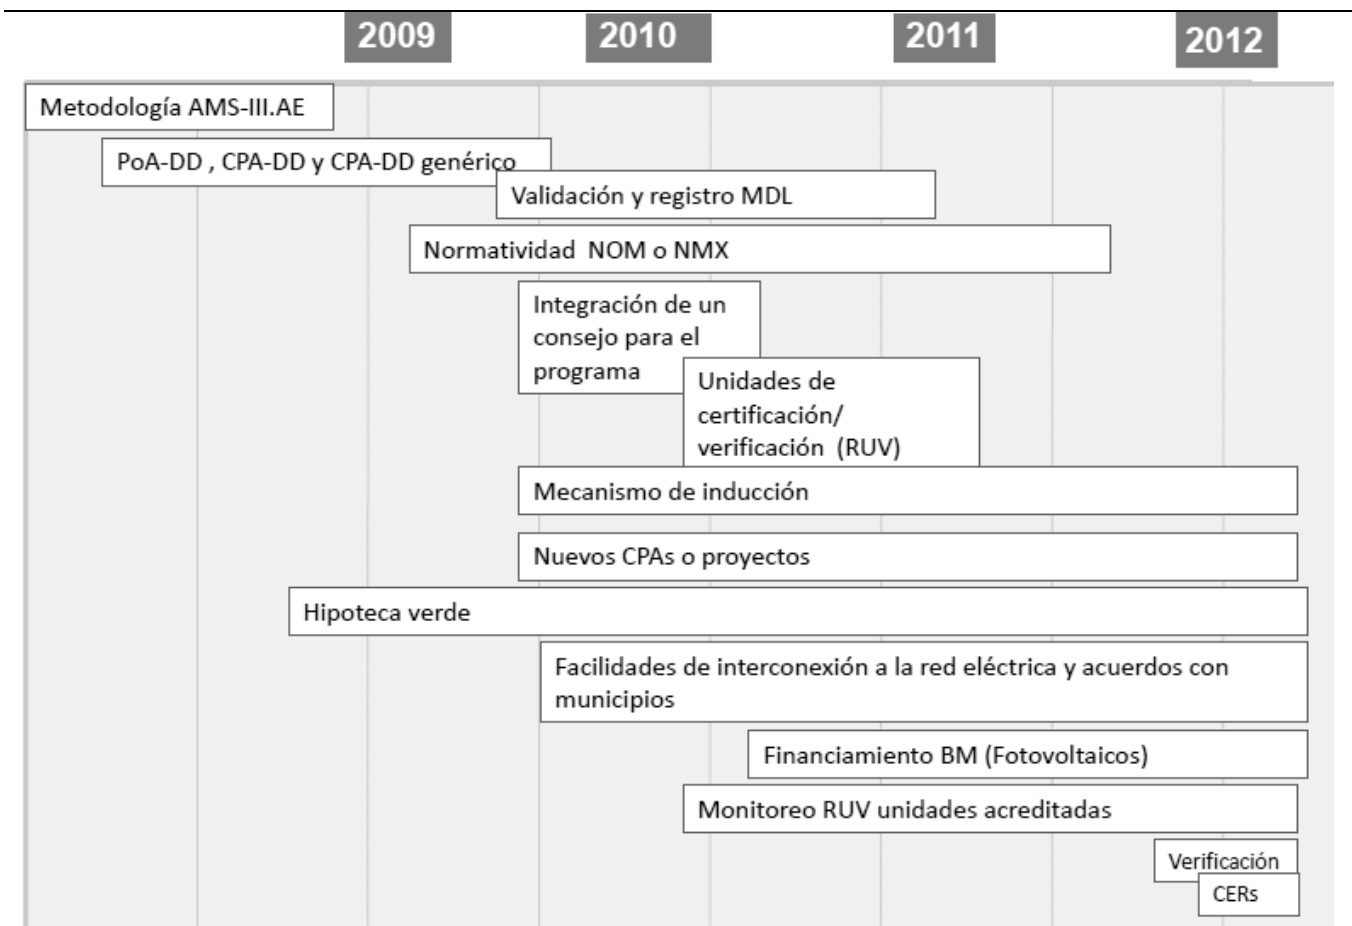 2009
2010
2011
2012
Metodología AMS-III.AE
PoA-DD , CPA-DD y CPA-DD genérico
Validación y registro MDL
Normatividad NOM o NMX
Integración de un
consejo para el
programa
Unidades de
certificación/
verificación (RUV)
Mecanismo de inducción
Nuevos CPAs o proyectos
Hipoteca verde
Facilidades de interconexión a la red eléctrica y acuerdos con
municipios
Financiamiento BM (Fotovoltaicos)
Monitoreo RUV unidades acreditadas
Verificación
CERs